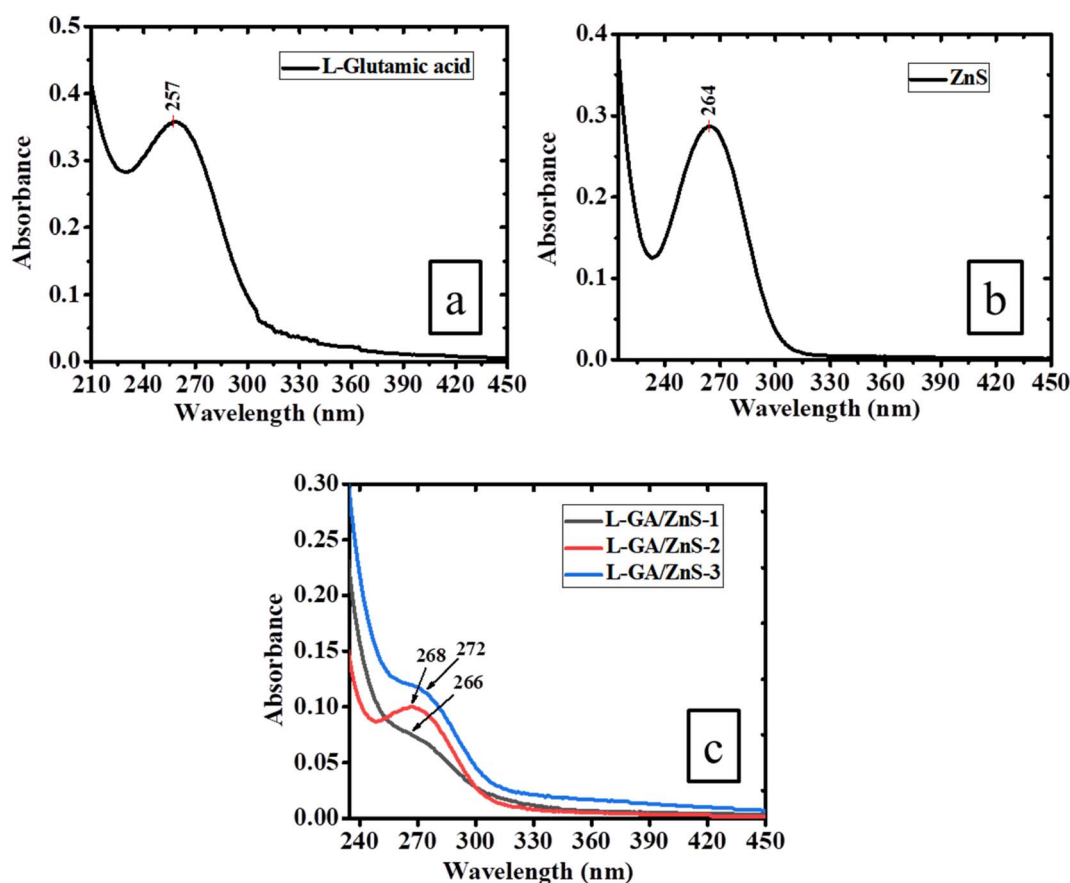 0.5
0.4
0.3
0.2
0.1
0.0
Absorbance
257
L-Glutamic acid
a
210 240 270 300 330 360 390 420 450
Wavelength (nm)
0.4
0.3
0.2
0.1
0.0
Absorbance
264
ZnS
b
240 270 300 330 360 390 420 450
Wavelength (nm)
0.30
0.25
0.20
0.15
0.10
0.05
0.00
Absorbance
L-GA/ZnS-1
L-GA/ZnS-2
L-GA/ZnS-3
268 272
266
c
240 270 300 330 360 390 420 450
Wavelength (nm)